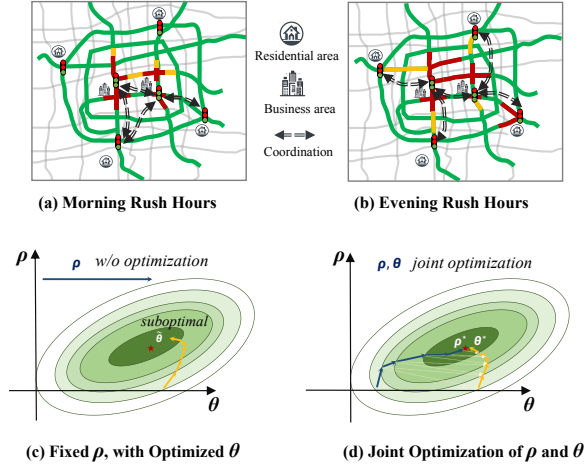 Residential area
Business area
Coordination
(a) Morning Rush Hours
(b) Evening Rush Hours
ρ
ρ w/o optimization
suboptimal
θ̃
θ
ρ
ρ, θ joint optimization
ρ* θ*
θ
(c) Fixed ρ, with Optimized θ
(d) Joint Optimization of ρ and θ